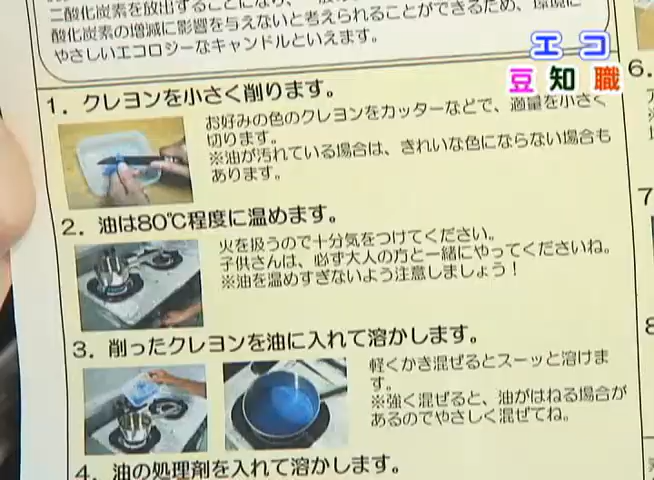 二酸化炭素を放出することになり、
酸化炭素の増減に影響を与えないと考えられることができるため、環境に
やさしいエコロジーなキャンドルといえます。
エコ
豆知職
1. クレヨンを小さく削ります。
お好みの色のクレヨンをカッターなどで、適量を小さく
切ります。
※油が汚れている場合は、きれいな色にならない場合も
あります。
2. 油は80℃程度に温めます。
火を扱うので十分気をつけてください。
子供さんは、必ず大人の方と一緒にやってくださいね。
※油を温めすぎないよう注意しましょう!
3. 削ったクレヨンを油に入れて溶かします。
軽くかき混ぜるとスーッと溶けま
す。
※強く混ぜると、油がはねる場合が
あるのでやさしく混ぜてね。
4. 油の処理剤を入れて溶かします。
6.
7
8